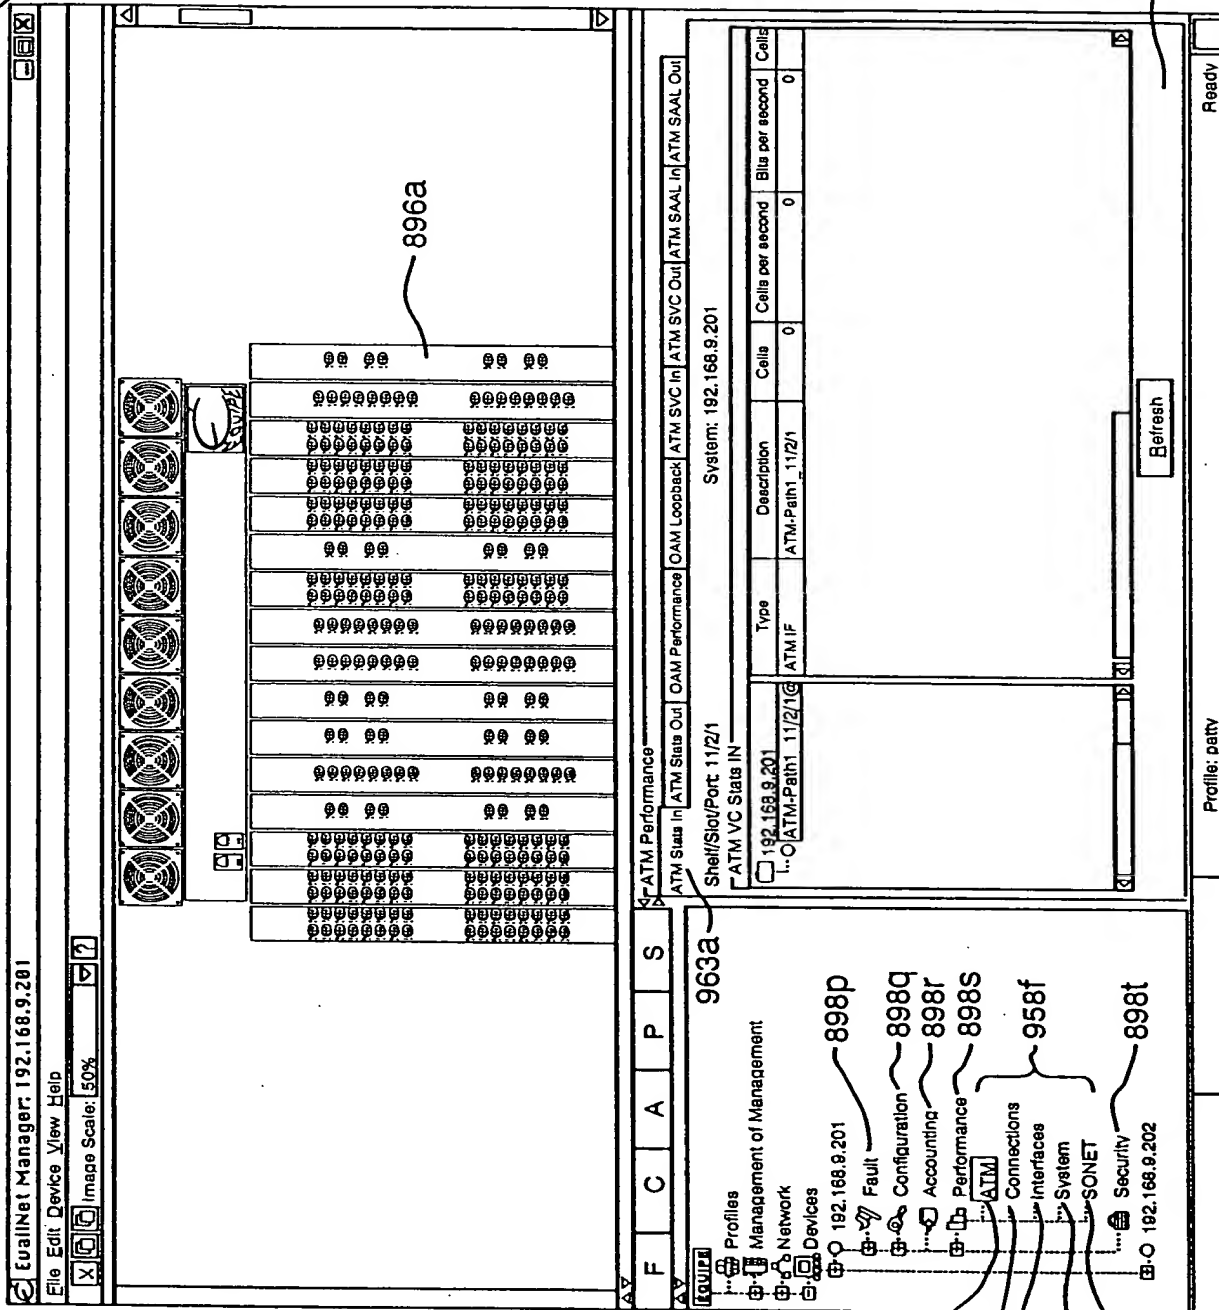 EualiNet Manager: 192.168.9.201
File Edit Device View Help
X Image Scale: 50% ?
896a
F C A P S
EQUIPE
Profiles
Management of Management
Network
Devices
192.168.9.201
Fault
Configuration
Accounting
Performance
ATM
Connections
Interfaces
System
SONET
Security
192.168.9.202
898p
898q
898r
898s
958f
898t
963a
ATM Performance
ATM Stats In ATM Stats Out OAM Performance OAM Loopback ATM SVC In ATM SVC Out ATM SAAL In ATM SAAL Out
Shelf/Slot/Port: 11/2/1 System: 192.168.9.201
ATM VC Stats IN
192.168.9.201
ATM-Path1 11/2/1@
Type Description Cells Cells per second Bits per second Cells
ATM IF ATM-Path1_11/2/1 0 0 0
Refresh
Profile: patty Ready